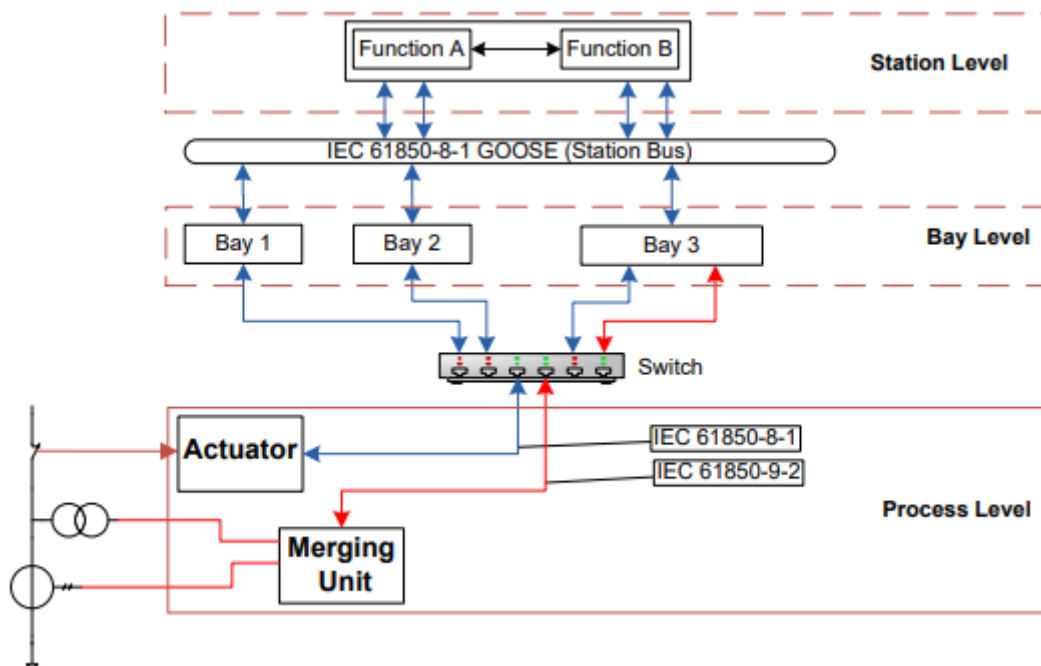 Function A
Function B
Station Level
IEC 61850-8-1 GOOSE (Station Bus)
Bay 1
Bay 2
Bay 3
Bay Level
Switch
Actuator
IEC 61850-8-1
IEC 61850-9-2
Process Level
Merging
Unit